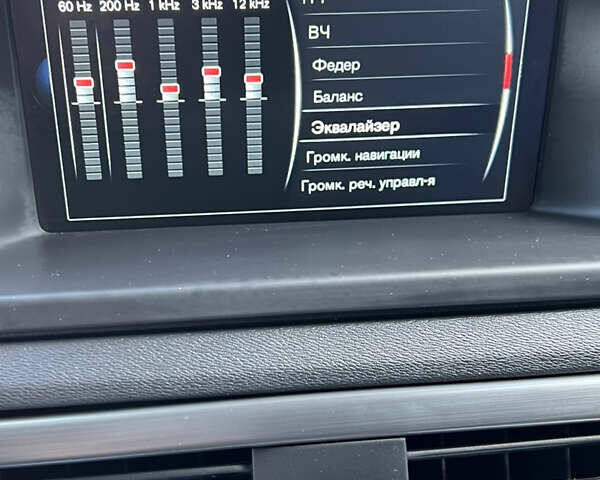 60 Hz 200 Hz 1 kHz 3 kHz 12 kHz
ВЧ
Федер
Баланс
Эквалайзер
Громк. навигации
Громк. реч. управл-я